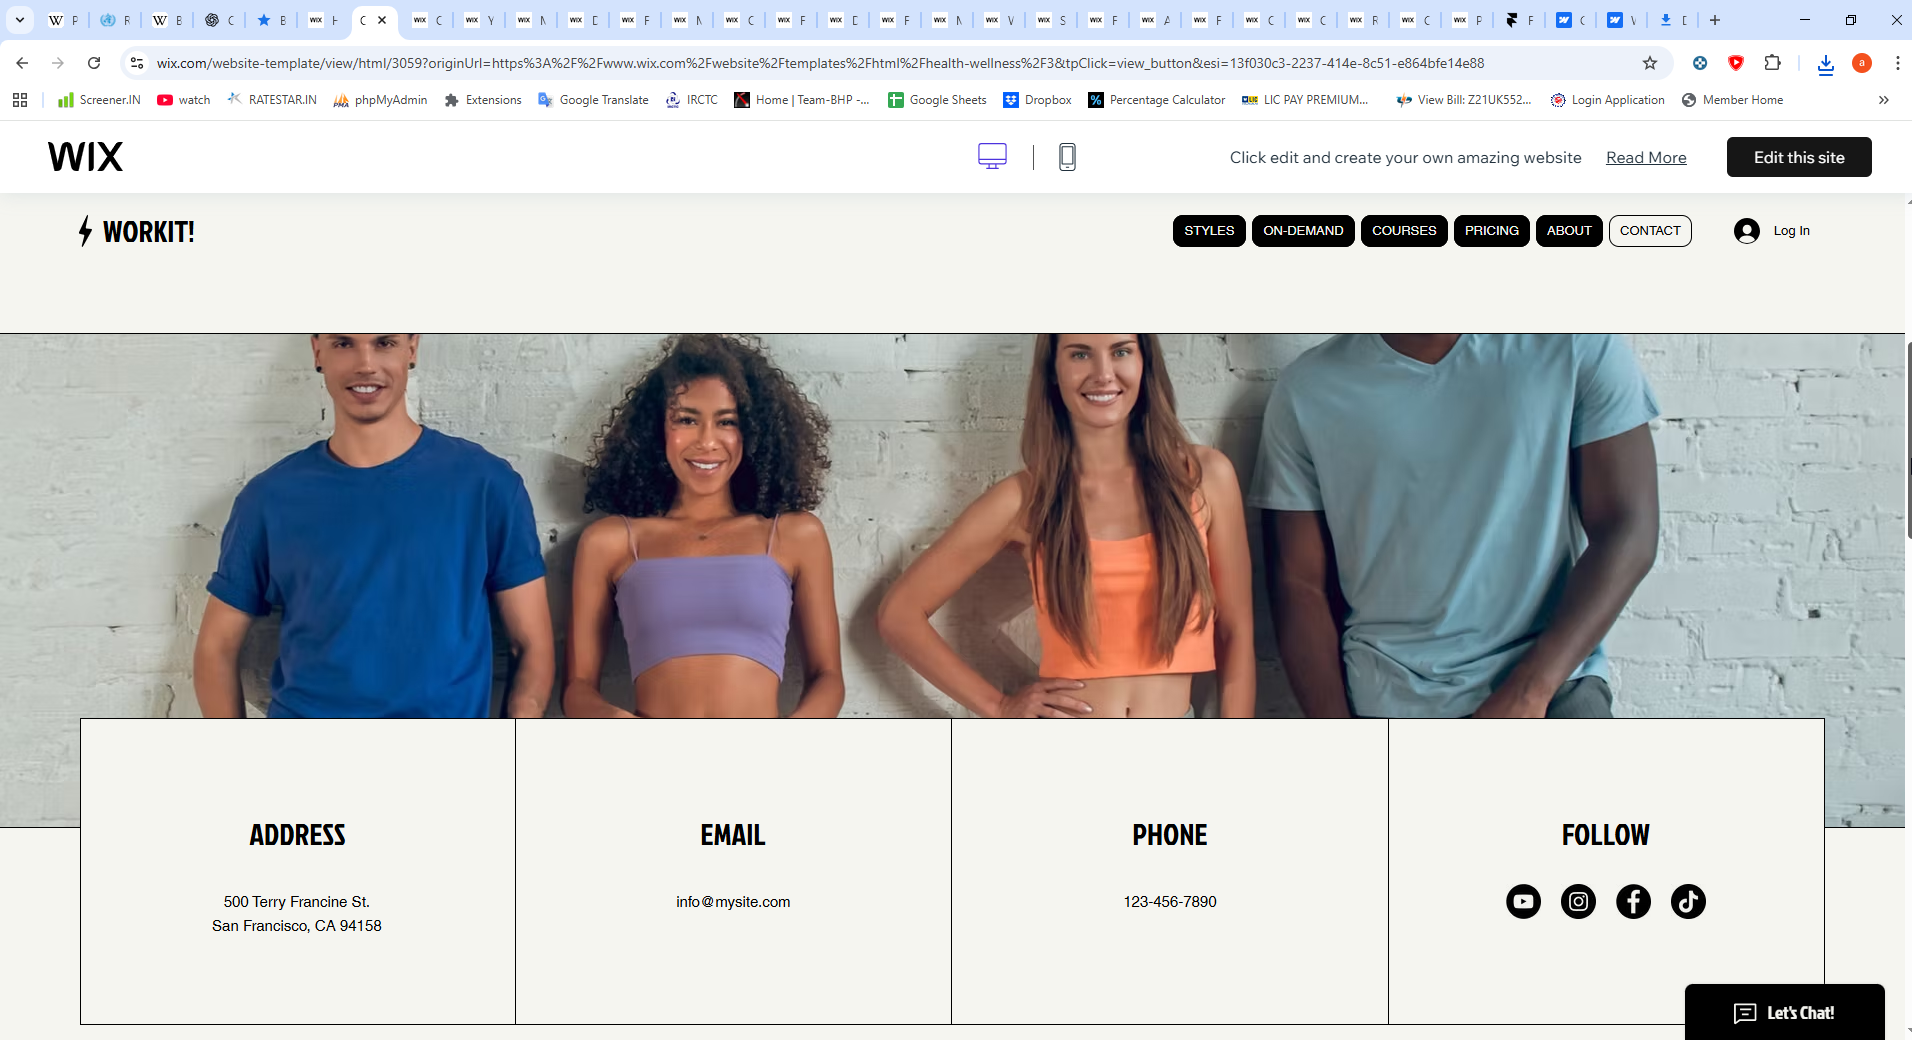 P
R
B
C
B
H
C
C
Y
N
D
F
N
C
F
D
F
N
V
S
F
A
F
C
C
R
C
P
F
C
V
D
wix.com/website-template/view/html/3059?originUrl=https%3A%2F%2Fwww.wix.com%2Fwebsite%2Ftemplates%2Fhtml%2Fhealth-wellness%2F3&tpClick=view_button&esi=13f030c3-2237-414e-8c51-e864bfe14e88
a
Screener.IN
watch
RATESTAR.IN
phpMyAdmin
Extensions
Google Translate
IRCTC
Home | Team-BHP -...
Google Sheets
Dropbox
Percentage Calculator
LIC PAY PREMIUM...
View Bill: Z21UK552...
Login Application
Member Home
WIX
Click edit and create your own amazing website
Read More
Edit this site
WORKIT!
STYLES
ON-DEMAND
COURSES
PRICING
ABOUT
CONTACT
Log In
ADDRESS
500 Terry Francine St.
San Francisco, CA 94158
EMAIL
info@mysite.com
PHONE
123-456-7890
FOLLOW
Let's Chat!